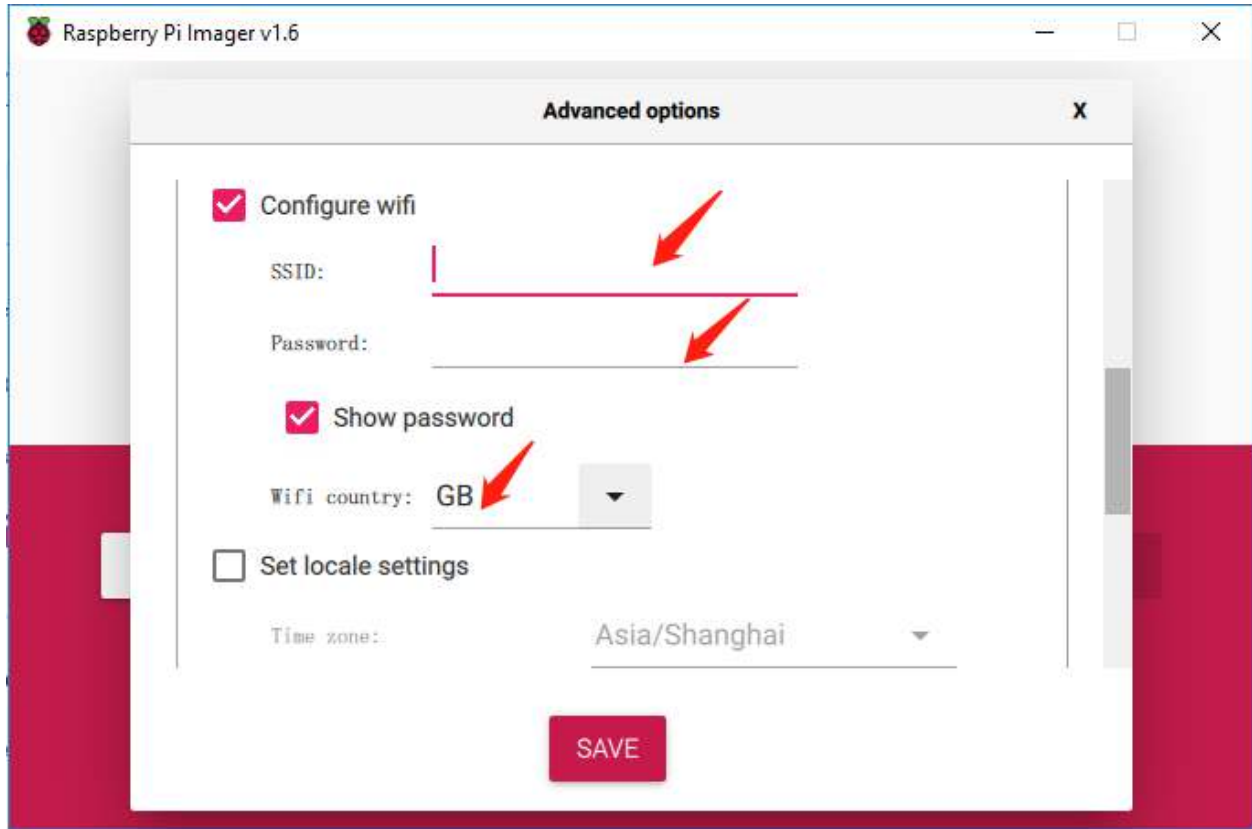 Raspberry Pi Imager v1.6
Advanced options X
Configure wifi
SSID:
Password:
Show password
Wifi country: GB
Set locale settings
Time zone: Asia/Shanghai
SAVE